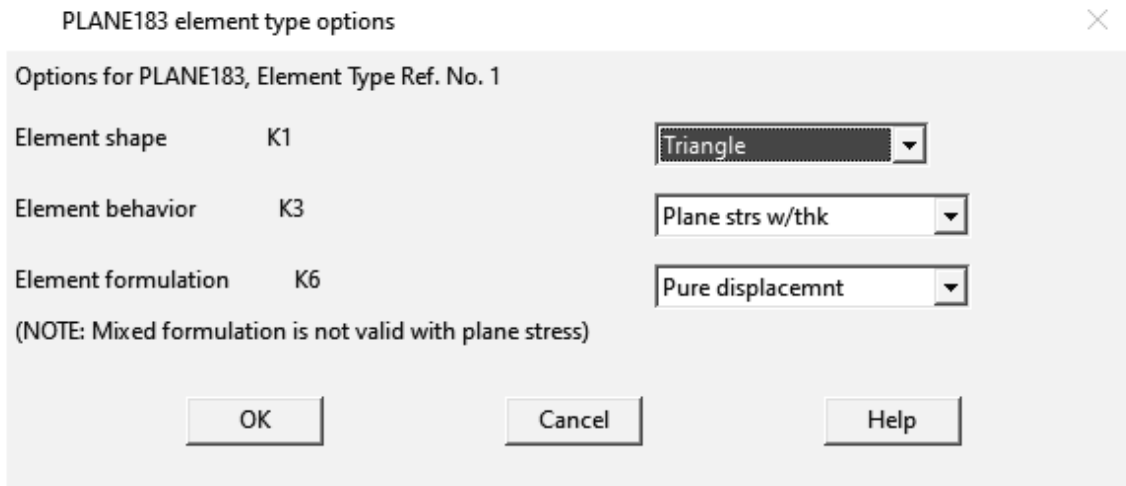 PLANE183 element type options
Options for PLANE183, Element Type Ref. No. 1
Element shape K1 Triangle
Element behavior K3 Plane strs w/thk
Element formulation K6 Pure displacemnt
(NOTE: Mixed formulation is not valid with plane stress)
OK Cancel Help